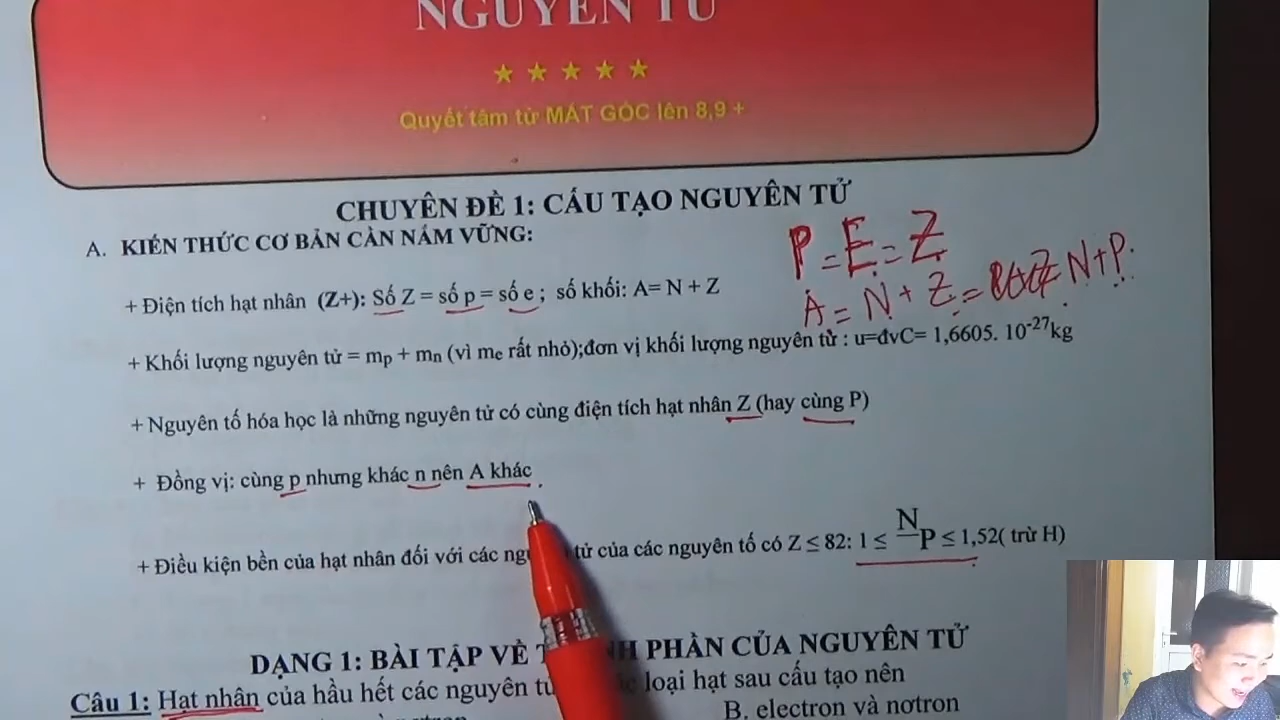 NGUYÊN TỬ
Quyết tâm từ MẤT GỐC lên 8,9 +
CHUYÊN ĐỀ 1: CẤU TẠO NGUYÊN TỬ
A. KIẾN THỨC CƠ BẢN CẦN NẮM VỮNG:
P = E = Z
+ Điện tích hạt nhân (Z+): Số Z = số p = số e ; số khối: A= N + Z
A = N + Z = N+P
+ Khối lượng nguyên tử = mp + mn (vì me rất nhỏ);đơn vị khối lượng nguyên tử : u=đvC= 1,6605. 10⁻²⁷kg
+ Nguyên tố hóa học là những nguyên tử có cùng điện tích hạt nhân Z (hay cùng P)
+ Đồng vị: cùng p nhưng khác n nên A khác
+ Điều kiện bền của hạt nhân đối với các tử của các nguyên tố có Z ≤ 82: 1 ≤ N/P ≤ 1,52( trừ H)
DẠNG 1: BÀI TẬP VỀ PHẦN CỦA NGUYÊN TỬ
Câu 1: Hạt nhân của hầu hết các nguyên loại hạt sau cấu tạo nên
B. electron và nơtron